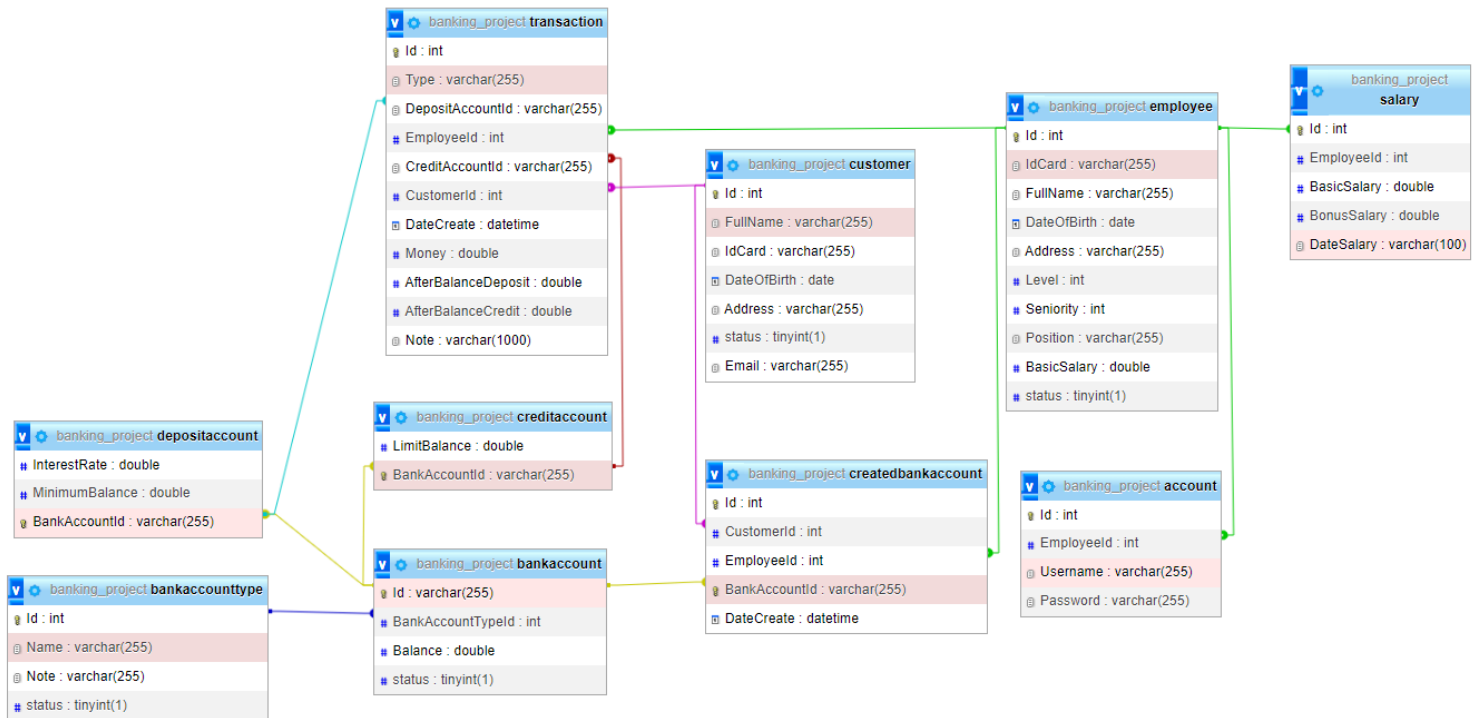 banking_project transaction
Id : int
Type : varchar(255)
DepositAccountId : varchar(255)
EmployeeId : int
CreditAccountId : varchar(255)
CustomerId : int
DateCreate : datetime
Money : double
AfterBalanceDeposit : double
AfterBalanceCredit : double
Note : varchar(1000)
banking_project customer
Id : int
FullName : varchar(255)
IdCard : varchar(255)
DateOfBirth : date
Address : varchar(255)
status : tinyint(1)
Email : varchar(255)
banking_project employee
Id : int
IdCard : varchar(255)
FullName : varchar(255)
DateOfBirth : date
Address : varchar(255)
Level : int
Seniority : int
Position : varchar(255)
BasicSalary : double
status : tinyint(1)
banking_project
salary
Id : int
EmployeeId : int
BasicSalary : double
BonusSalary : double
DateSalary : varchar(100)
banking_project depositaccount
InterestRate : double
MinimumBalance : double
BankAccountId : varchar(255)
banking_project creditaccount
LimitBalance : double
BankAccountId : varchar(255)
banking_project createdbankaccount
Id : int
CustomerId : int
EmployeeId : int
BankAccountId : varchar(255)
DateCreate : datetime
banking_project account
Id : int
EmployeeId : int
Username : varchar(255)
Password : varchar(255)
banking_project bankaccounttype
Id : int
Name : varchar(255)
Note : varchar(255)
status : tinyint(1)
banking_project bankaccount
Id : varchar(255)
BankAccountTypeId : int
Balance : double
status : tinyint(1)